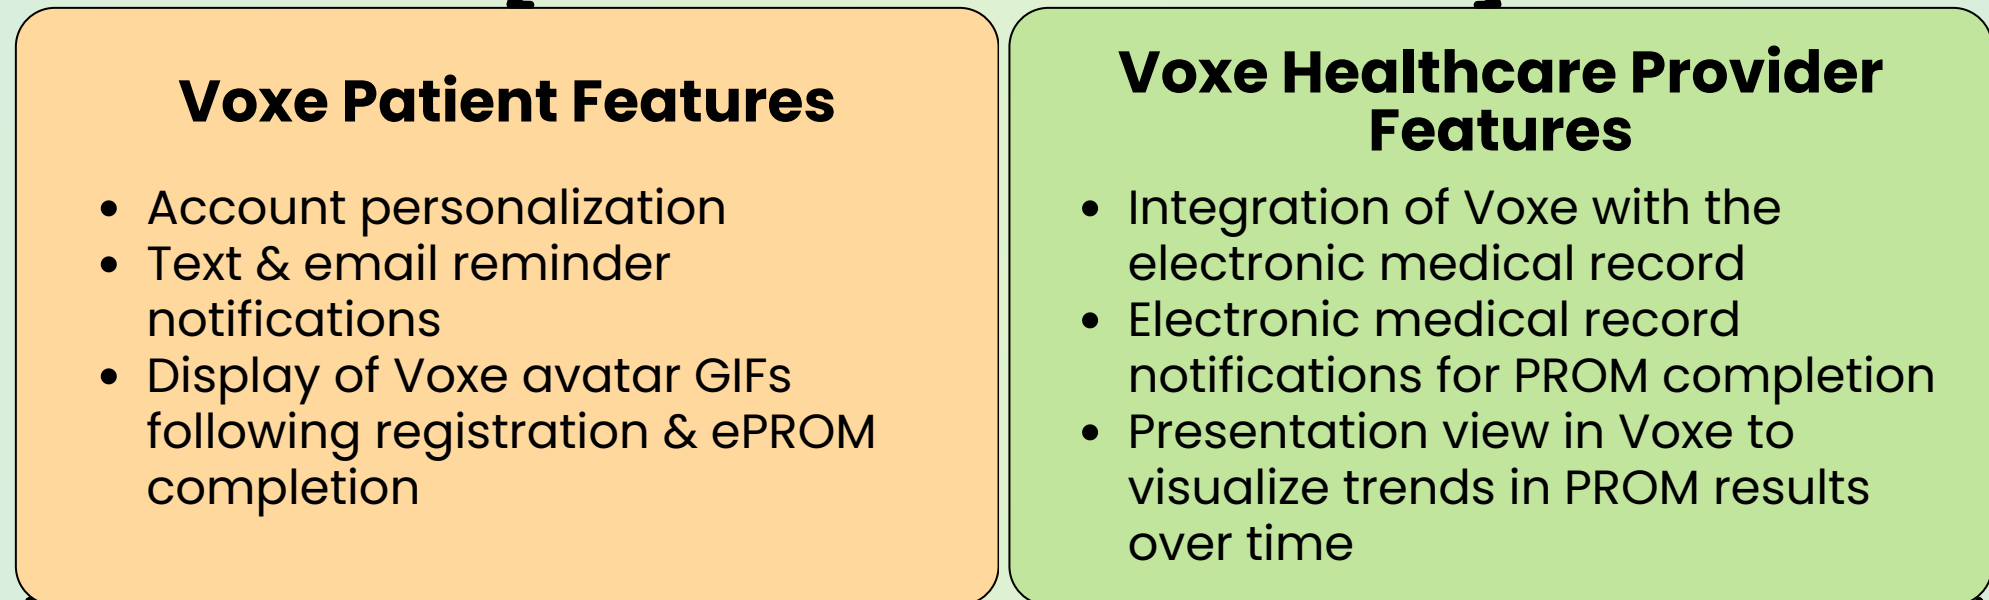 Voxe Patient Features
• Account personalization
• Text & email reminder
notifications
• Display of Voxe avatar GIFs
following registration & ePROM
completion
Voxe Healthcare Provider
Features
• Integration of Voxe with the
electronic medical record
• Electronic medical record
notifications for PROM completion
• Presentation view in Voxe to
visualize trends in PROM results
over time